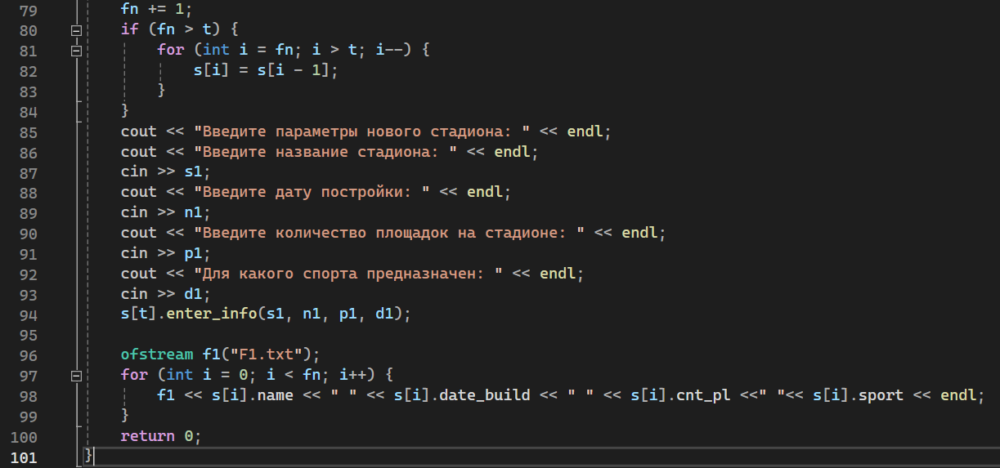 79 fn += 1;
80 if (fn > t) {
81 for (int i = fn; i > t; i--) {
82 s[i] = s[i - 1];
83 }
84 }
85 cout << "Введите параметры нового стадиона: " << endl;
86 cout << "Введите название стадиона: " << endl;
87 cin >> s1;
88 cout << "Введите дату постройки: " << endl;
89 cin >> n1;
90 cout << "Введите количество площадок на стадионе: " << endl;
91 cin >> p1;
92 cout << "Для какого спорта предназначен: " << endl;
93 cin >> d1;
94 s[t].enter_info(s1, n1, p1, d1);
95
96 ofstream f1("F1.txt");
97 for (int i = 0; i < fn; i++) {
98 f1 << s[i].name << " " << s[i].date_build << " " << s[i].cnt_pl <<" "<< s[i].sport << endl;
99 }
100 return 0;
101 }